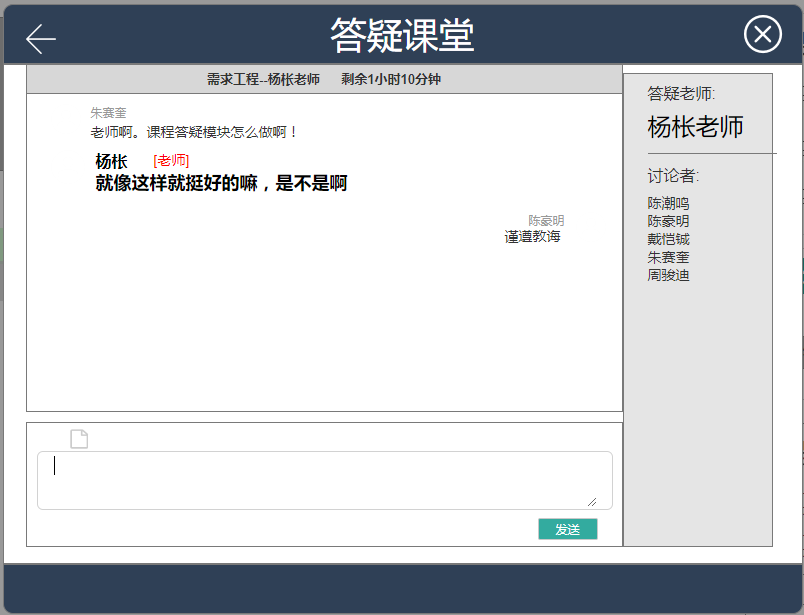 答疑课堂
需求工程--杨枨老师 剩余1小时10分钟
朱赛奎
老师啊。课程答疑模块怎么做啊！
杨枨 [老师]
就像这样就挺好的嘛，是不是啊
陈豪明
谨遵教诲
发送
答疑老师:
杨枨老师
讨论者:
陈潮鸣
陈豪明
戴恺铖
朱赛奎
周骏迪